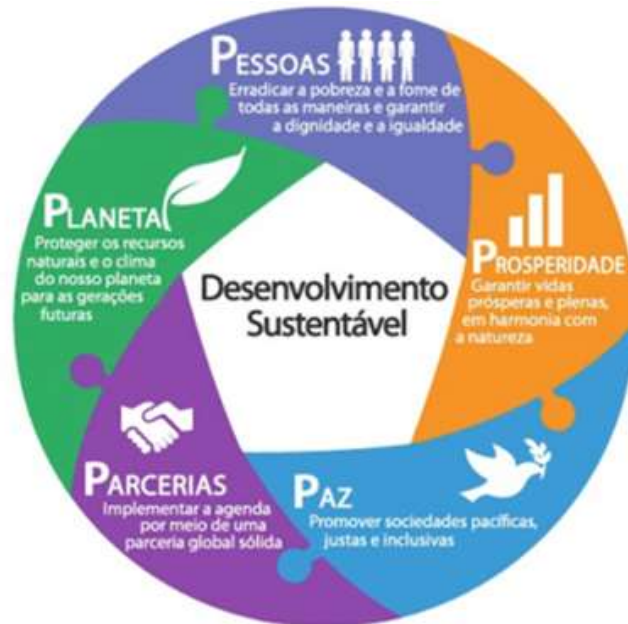 PESSOAS
Erradicar a pobreza e a fome de
todas as maneiras e garantir
a dignidade e a igualdade
PROSPERIDADE
Garantir vidas
prósperas e plenas,
em harmonia com
a natureza
PAZ
Promover sociedades pacíficas,
justas e inclusivas
PARCERIAS
Implementar a agenda
por meio de uma
parceria global sólida
PLANETA
Proteger os recursos
naturais e o clima
do nosso planeta
para as gerações
futuras
Desenvolvimento
Sustentável